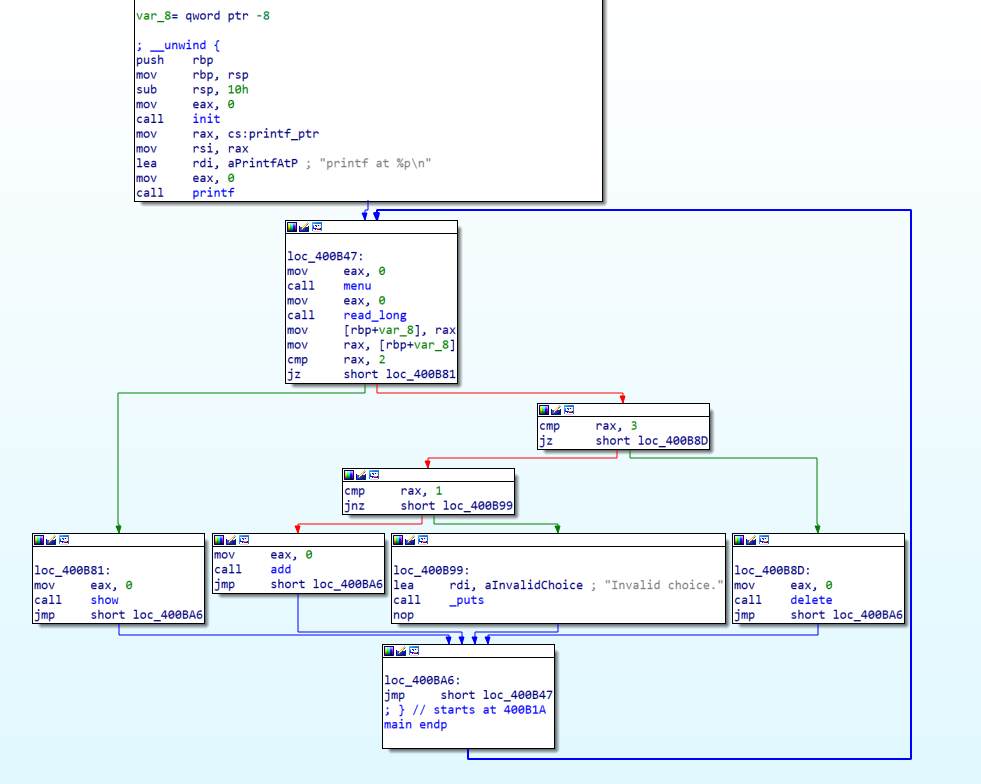 var_8= qword ptr -8
; __unwind {
push rbp
mov rbp, rsp
sub rsp, 10h
mov eax, 0
call init
mov rax, cs:printf_ptr
mov rsi, rax
lea rdi, aPrintfAtP ; "printf at %p\n"
mov eax, 0
call printf
loc_400B47:
mov eax, 0
call menu
mov eax, 0
call read_long
mov [rbp+var_8], rax
mov rax, [rbp+var_8]
cmp rax, 2
jz short loc_400B81
cmp rax, 3
jz short loc_400B8D
cmp rax, 1
jnz short loc_400B99
loc_400B81:
mov eax, 0
call show
jmp short loc_400BA6
mov eax, 0
call add
jmp short loc_400BA6
loc_400B99:
lea rdi, aInvalidChoice ; "Invalid choice."
call _puts
nop
loc_400B8D:
mov eax, 0
call delete
jmp short loc_400BA6
loc_400BA6:
jmp short loc_400B47
; } // starts at 400B1A
main endp